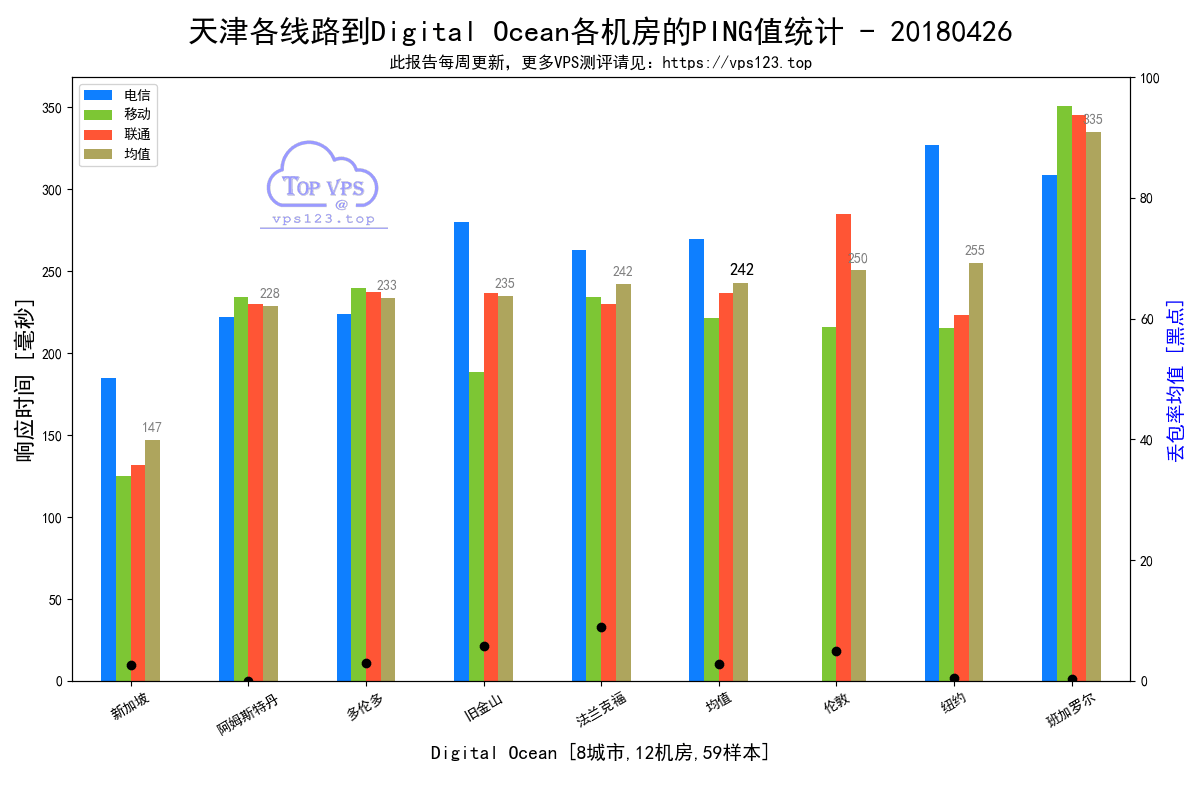 天津各线路到Digital Ocean各机房的PING值统计 - 20180426
此报告每周更新，更多VPS测评请见：https://vps123.top
电信
移动
联通
均值
TOP VPS
@
vps123.top
响应时间 [毫秒]
350
300
250
200
150
100
50
0
147
228
233
235
242
242
250
255
335
100
80
60
40
20
0
丢包率均值 [黑点]
新加坡
阿姆斯特丹
多伦多
旧金山
法兰克福
均值
伦敦
纽约
班加罗尔
Digital Ocean [8城市,12机房,59样本]